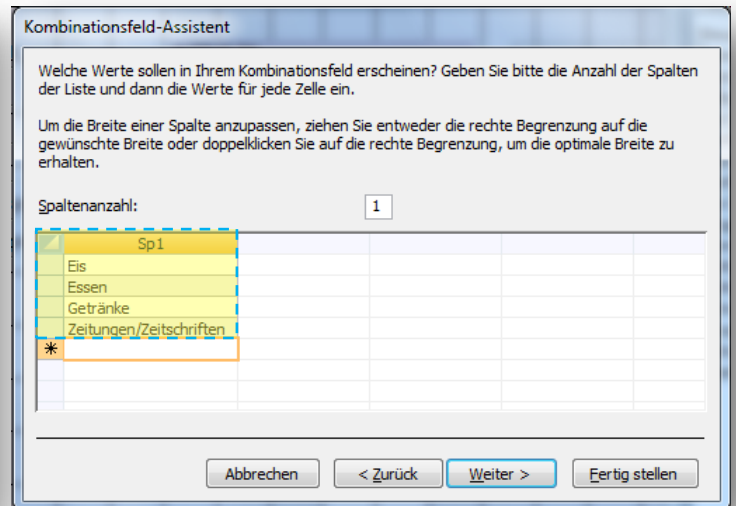 Kombinationsfeld-Assistent
Welche Werte sollen in Ihrem Kombinationsfeld erscheinen? Geben Sie bitte die Anzahl der Spalten
der Liste und dann die Werte für jede Zelle ein.
Um die Breite einer Spalte anzupassen, ziehen Sie entweder die rechte Begrenzung auf die
gewünschte Breite oder doppelklicken Sie auf die rechte Begrenzung, um die optimale Breite zu
erhalten.
Spaltenanzahl: 1
Sp1
Eis
Essen
Getränke
Zeitungen/Zeitschriften
*
Abbrechen < Zurück Weiter > Fertig stellen